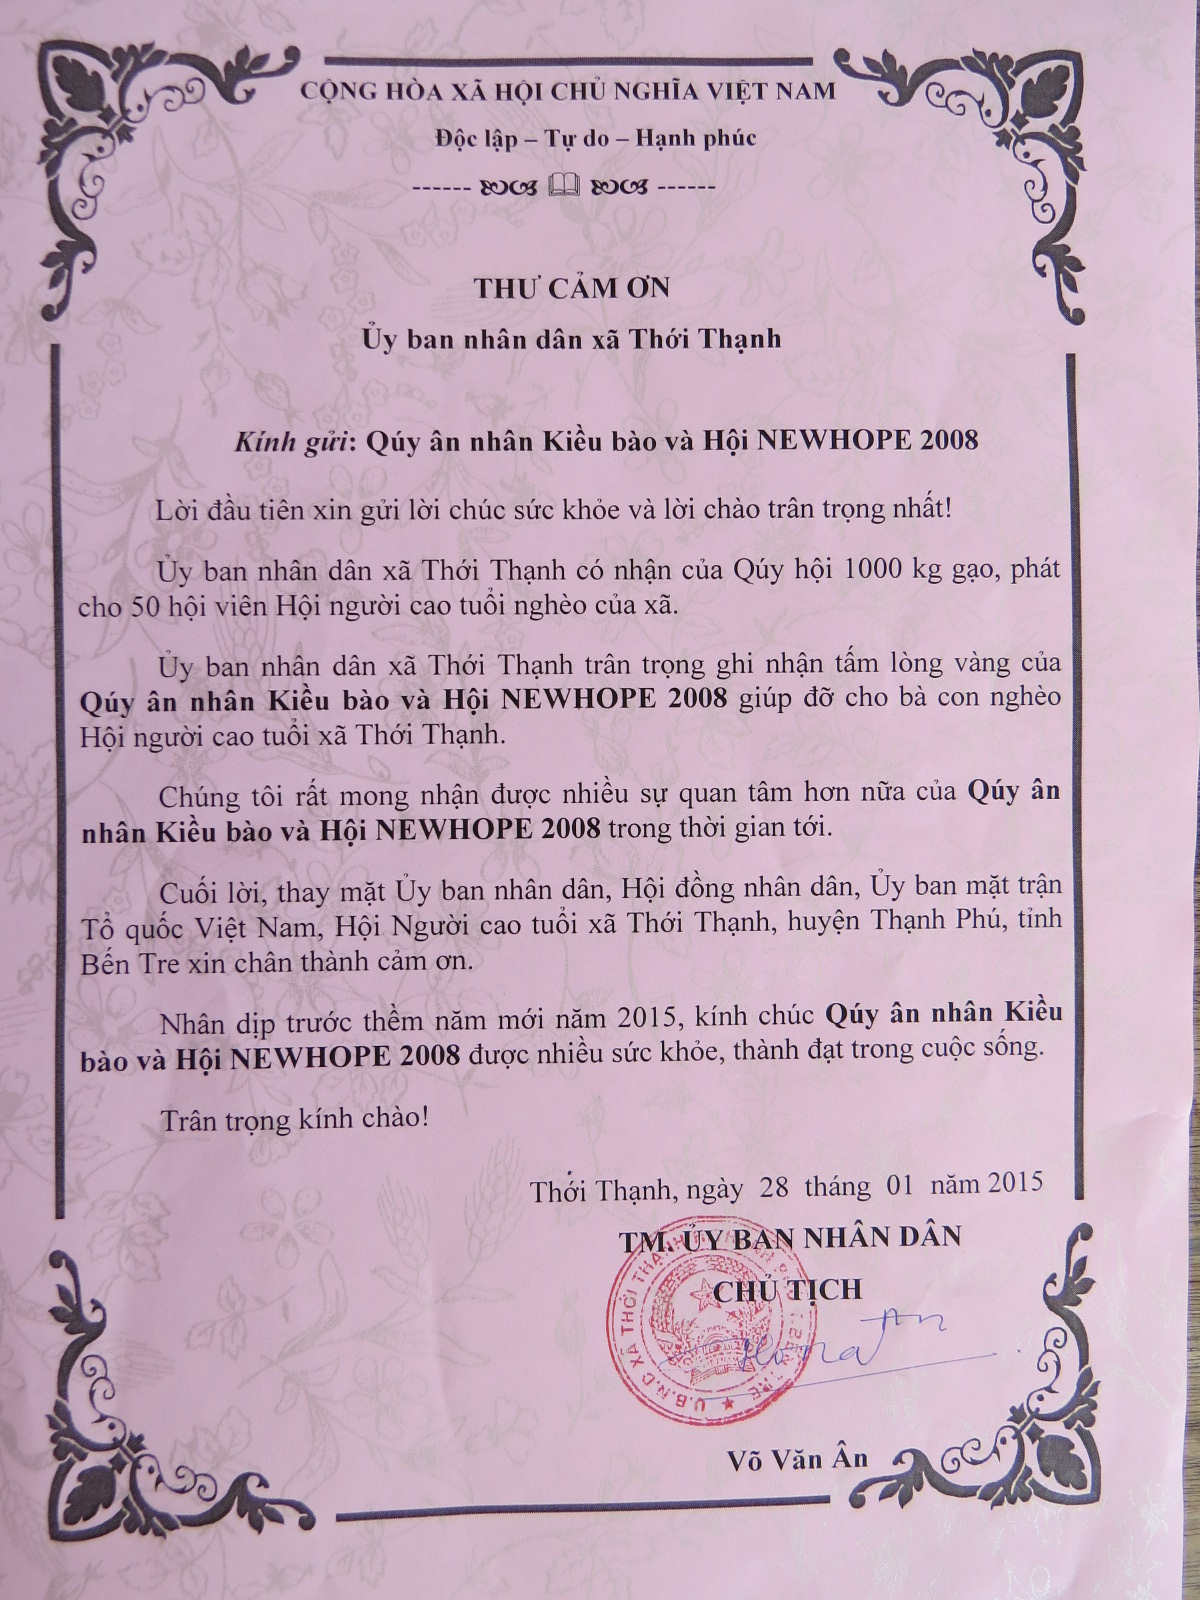 CỘNG HÒA XÃ HỘI CHỦ NGHĨA VIỆT NAM
Độc lập – Tự do – Hạnh phúc
THƯ CẢM ƠN
Ủy ban nhân dân xã Thới Thạnh
Kính gửi: Qúy ân nhân Kiều bào và Hội NEWHOPE 2008
Lời đầu tiên xin gửi lời chúc sức khỏe và lời chào trân trọng nhất!
Ủy ban nhân dân xã Thới Thạnh có nhận của Qúy hội 1000 kg gạo, phát
cho 50 hội viên Hội người cao tuổi nghèo của xã.
Ủy ban nhân dân xã Thới Thạnh trân trọng ghi nhận tấm lòng vàng của
Qúy ân nhân Kiều bào và Hội NEWHOPE 2008 giúp đỡ cho bà con nghèo
Hội người cao tuổi xã Thới Thạnh.
Chúng tôi rất mong nhận được nhiều sự quan tâm hơn nữa của Qúy ân
nhân Kiều bào và Hội NEWHOPE 2008 trong thời gian tới.
Cuối lời, thay mặt Ủy ban nhân dân, Hội đồng nhân dân, Ủy ban mặt trận
Tổ quốc Việt Nam, Hội Người cao tuổi xã Thới Thạnh, huyện Thạnh Phú, tỉnh
Bến Tre xin chân thành cảm ơn.
Nhân dịp trước thềm năm mới năm 2015, kính chúc Qúy ân nhân Kiều
bào và Hội NEWHOPE 2008 được nhiều sức khỏe, thành đạt trong cuộc sống.
Trân trọng kính chào!
Thới Thạnh, ngày 28 tháng 01 năm 2015
TM. ỦY BAN NHÂN DÂN
CHỦ TỊCH
U.B.N.D XÃ THỚI THẠNH
Võ Văn Ân